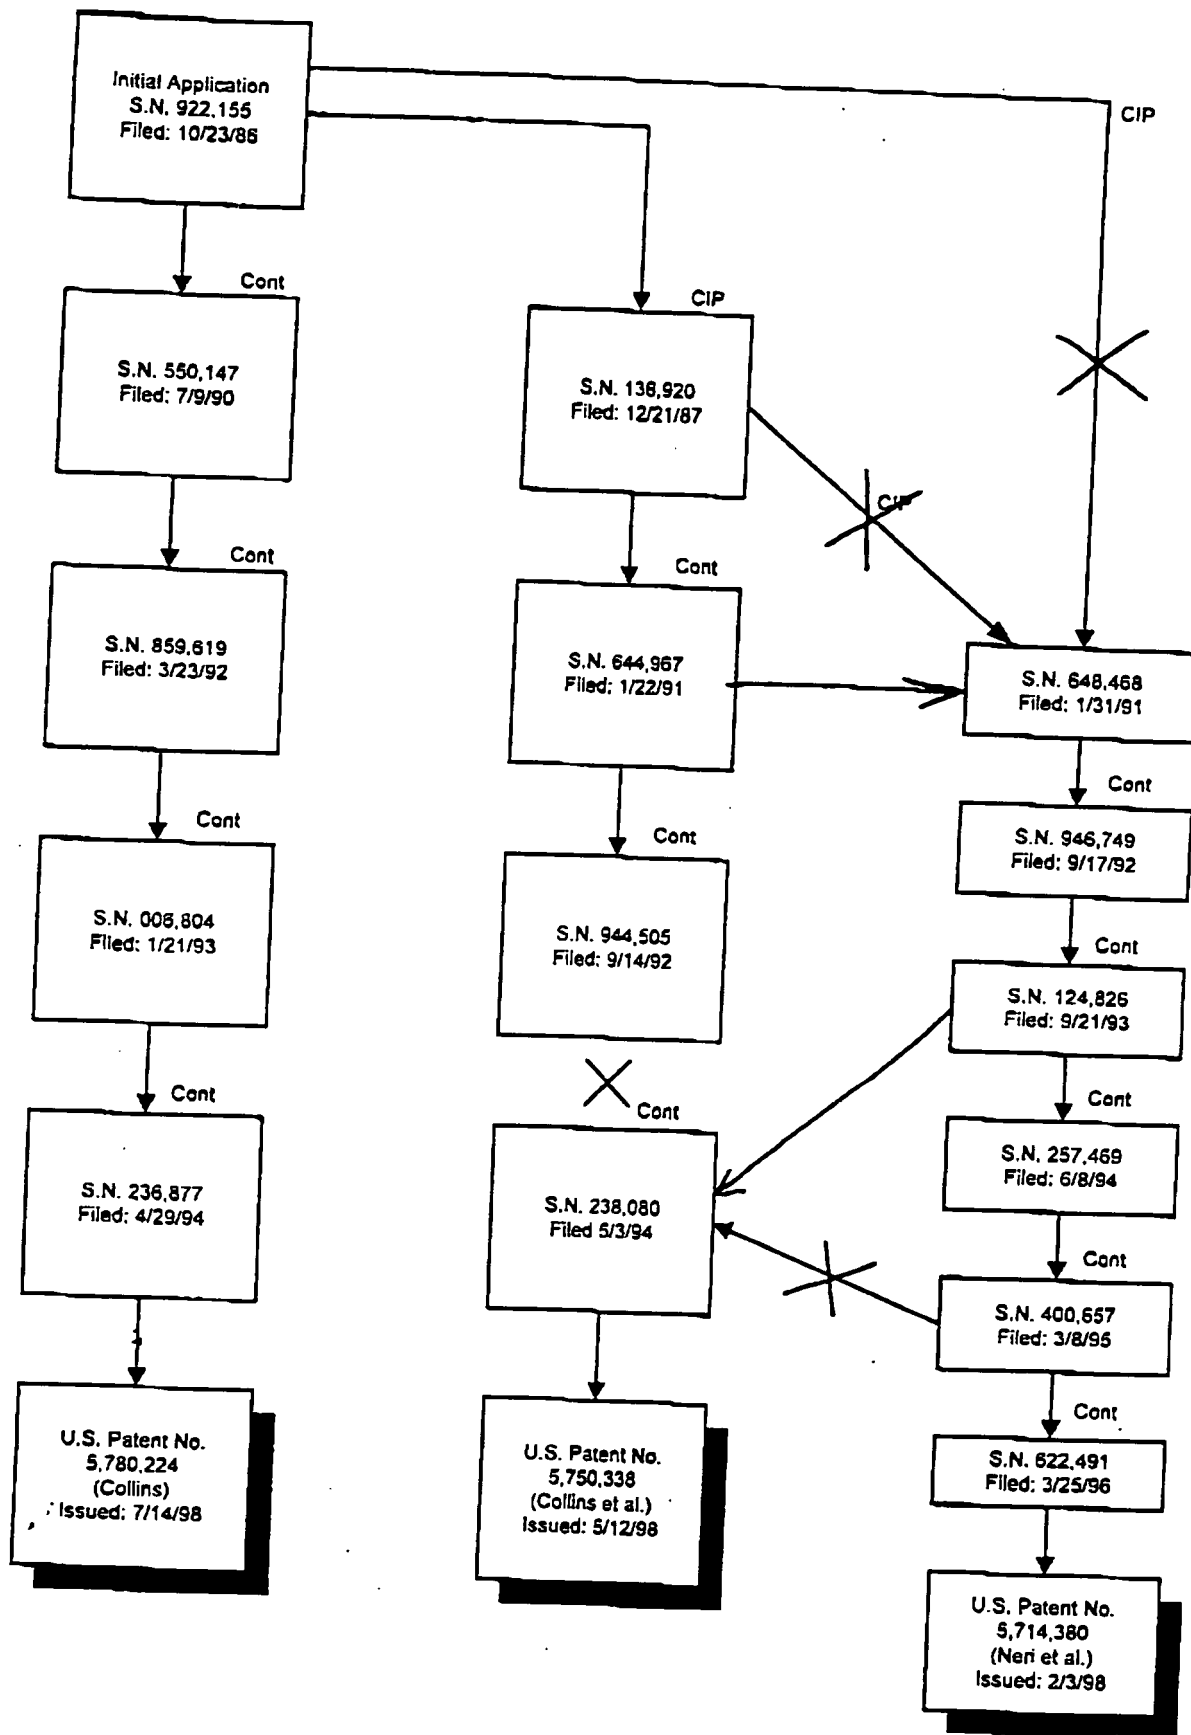 Initial Application
S.N. 922,155
Filed: 10/23/86
CIP
Cont
S.N. 550,147
Filed: 7/9/90
CIP
S.N. 138,920
Filed: 12/21/87
CIP
Cont
S.N. 859,619
Filed: 3/23/92
Cont
S.N. 644,967
Filed: 1/22/91
S.N. 648,468
Filed: 1/31/91
Cont
S.N. 006,804
Filed: 1/21/93
Cont
S.N. 944,505
Filed: 9/14/92
Cont
S.N. 946,749
Filed: 9/17/92
Cont
S.N. 124,826
Filed: 9/21/93
Cont
S.N. 236,877
Filed: 4/29/94
Cont
S.N. 238,080
Filed 5/3/94
Cont
S.N. 257,469
Filed: 6/8/94
Cont
S.N. 400,657
Filed: 3/8/95
Cont
S.N. 622,491
Filed: 3/25/96
U.S. Patent No.
5,780,224
(Collins)
Issued: 7/14/98
U.S. Patent No.
5,750,338
(Collins et al.)
Issued: 5/12/98
U.S. Patent No.
5,714,380
(Neri et al.)
Issued: 2/3/98